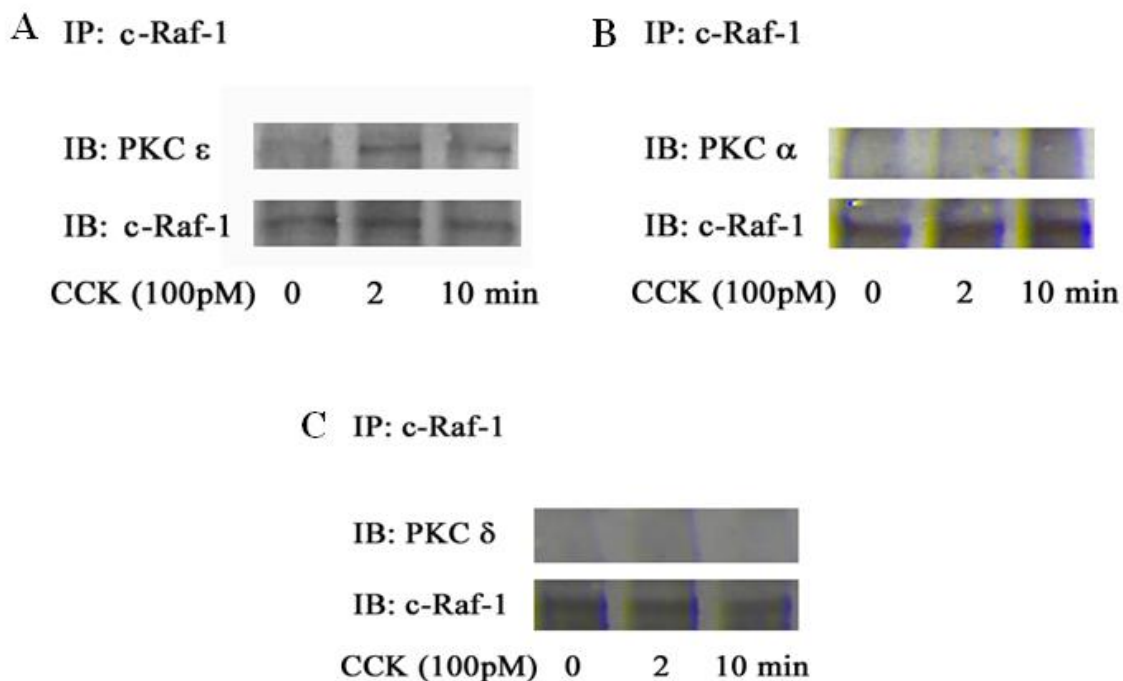 A IP: c-Raf-1
IB: PKC ε
IB: c-Raf-1
CCK (100pM) 0 2 10 min
B IP: c-Raf-1
IB: PKC α
IB: c-Raf-1
CCK (100pM) 0 2 10 min
C IP: c-Raf-1
IB: PKC δ
IB: c-Raf-1
CCK (100pM) 0 2 10 min